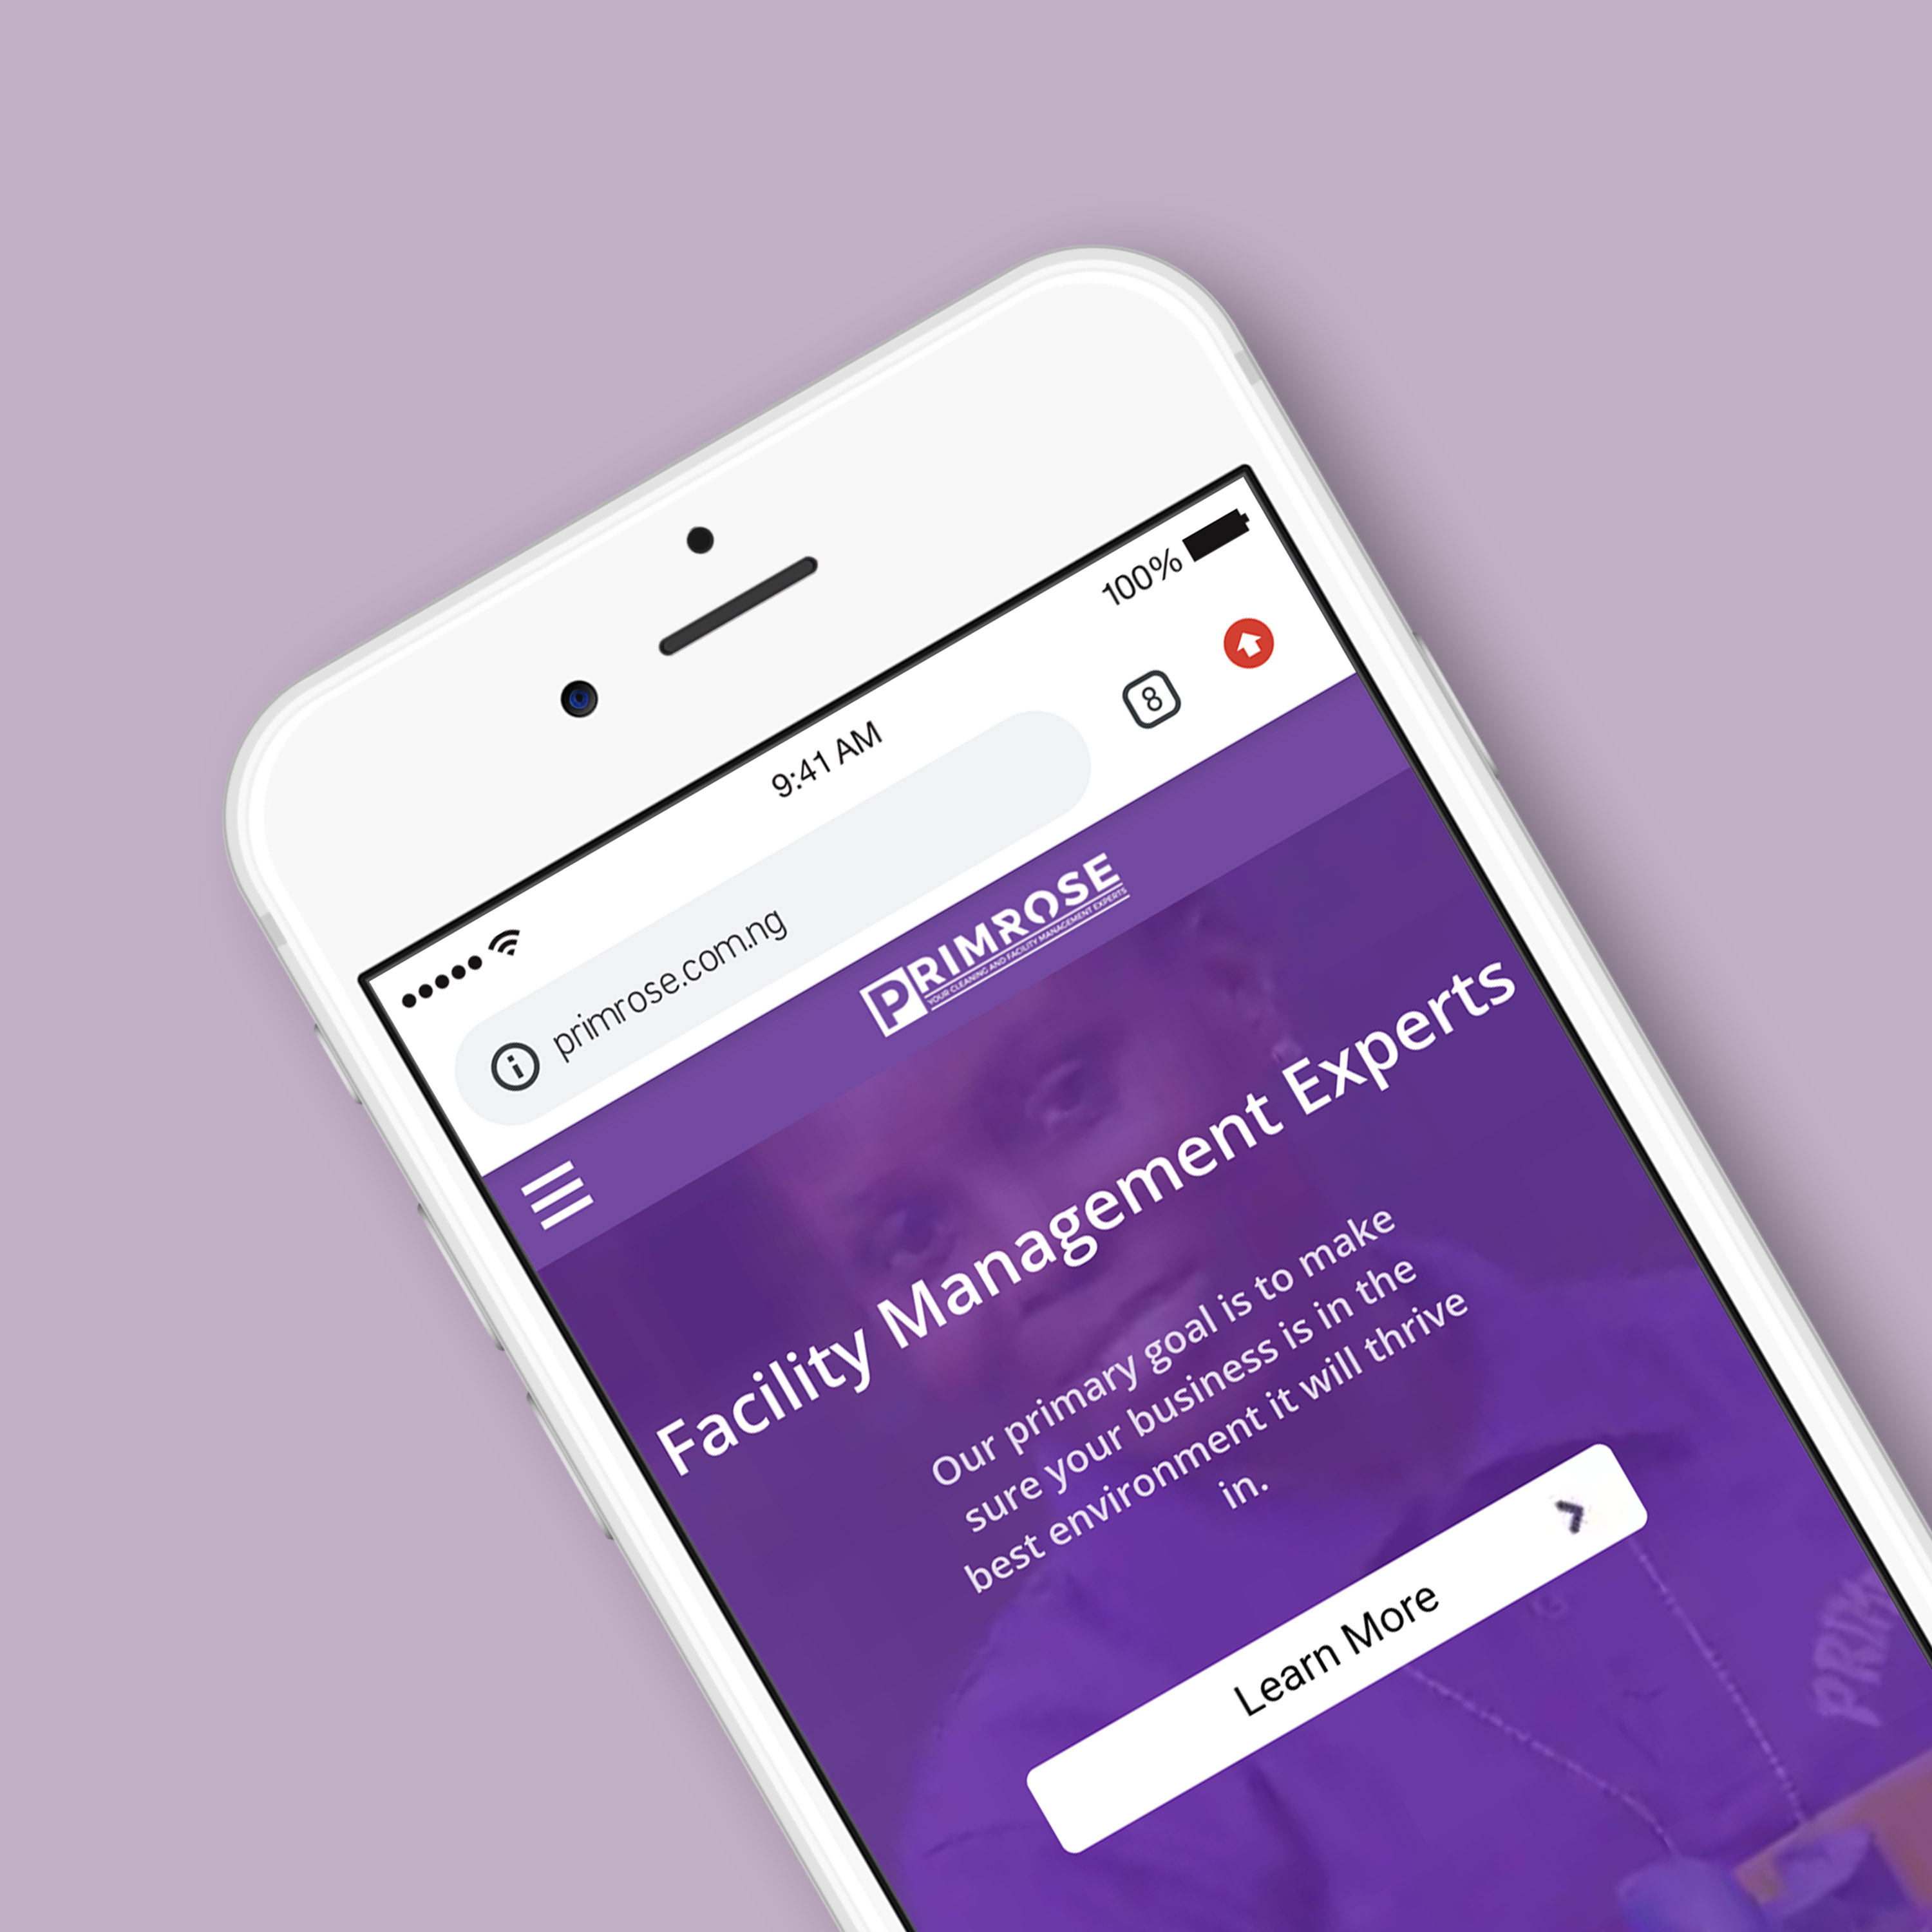 9:41 AM
100%
primrose.com.ng
8
PRIMROSE
YOUR CLEANING AND FACILITY MANAGEMENT EXPERTS
Facility Management Experts
Our primary goal is to make
sure your business is in the
best environment it will thrive
in.
Learn More
PRIM